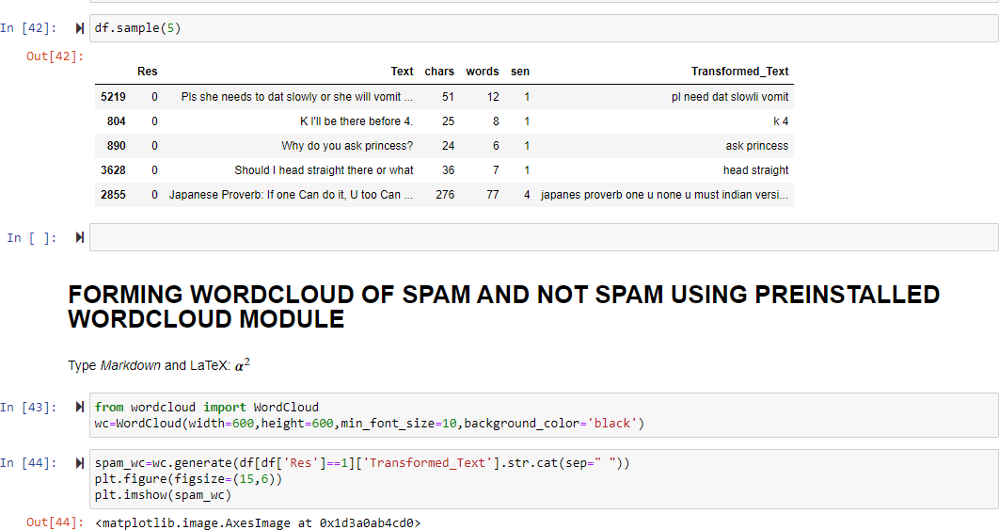 In [42]: df.sample(5)
Out[42]:
Res Text chars words sen Transformed_Text
5219 0 Pls she needs to dat slowly or she will vomit ... 51 12 1 pl need dat slowli vomit
804 0 K I'll be there before 4. 25 8 1 k 4
890 0 Why do you ask princess? 24 6 1 ask princess
3628 0 Should I head straight there or what 36 7 1 head straight
2855 0 Japanese Proverb: If one Can do it, U too Can ... 276 77 4 japanes proverb one u none u must indian versi...
In [ ]:
FORMING WORDCLOUD OF SPAM AND NOT SPAM USING PREINSTALLED
WORDCLOUD MODULE
Type Markdown and LaTeX: α²
In [43]: from wordcloud import WordCloud
wc=WordCloud(width=600,height=600,min_font_size=10,background_color='black')
In [44]: spam_wc=wc.generate(df[df['Res']==1]['Transformed_Text'].str.cat(sep=" "))
plt.figure(figsize=(15,6))
plt.imshow(spam_wc)
Out[44]: <matplotlib.image.AxesImage at 0x1d3a0ab4cd0>